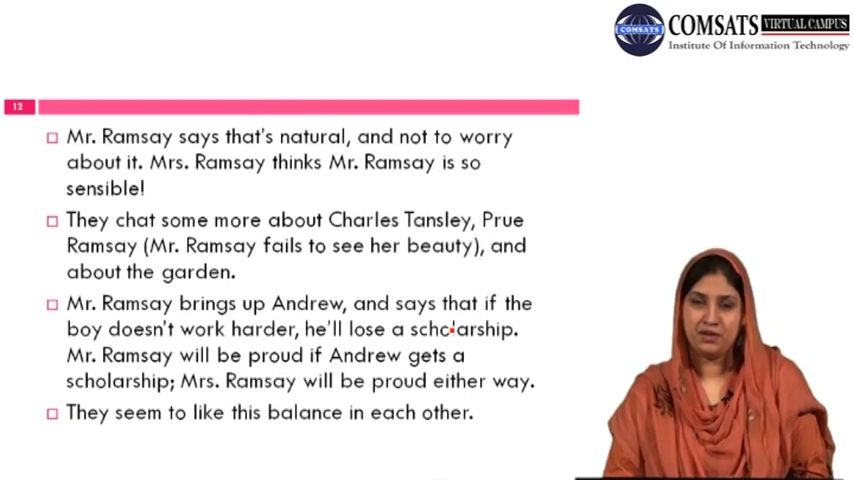 COMSATS
COMSATS VIRTUAL CAMPUS
Institute Of Information Technology
12
Mr. Ramsay says that's natural, and not to worry
about it. Mrs. Ramsay thinks Mr. Ramsay is so
sensible!
They chat some more about Charles Tansley, Prue
Ramsay (Mr. Ramsay fails to see her beauty), and
about the garden.
Mr. Ramsay brings up Andrew, and says that if the
boy doesn't work harder, he'll lose a scholarship.
Mr. Ramsay will be proud if Andrew gets a
scholarship; Mrs. Ramsay will be proud either way.
They seem to like this balance in each other.